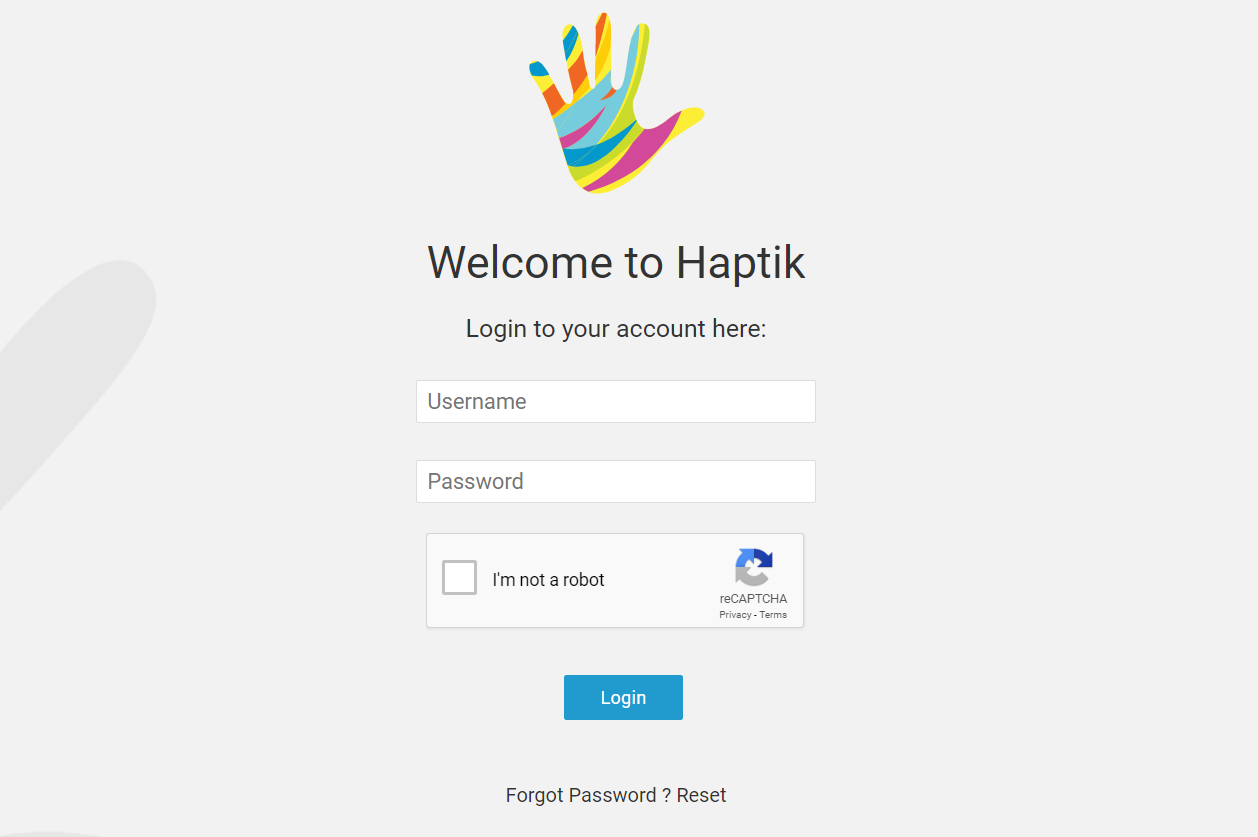 Welcome to Haptik
Login to your account here:
Username
Password
I'm not a robot
reCAPTCHA
Privacy - Terms
Login
Forgot Password ? Reset